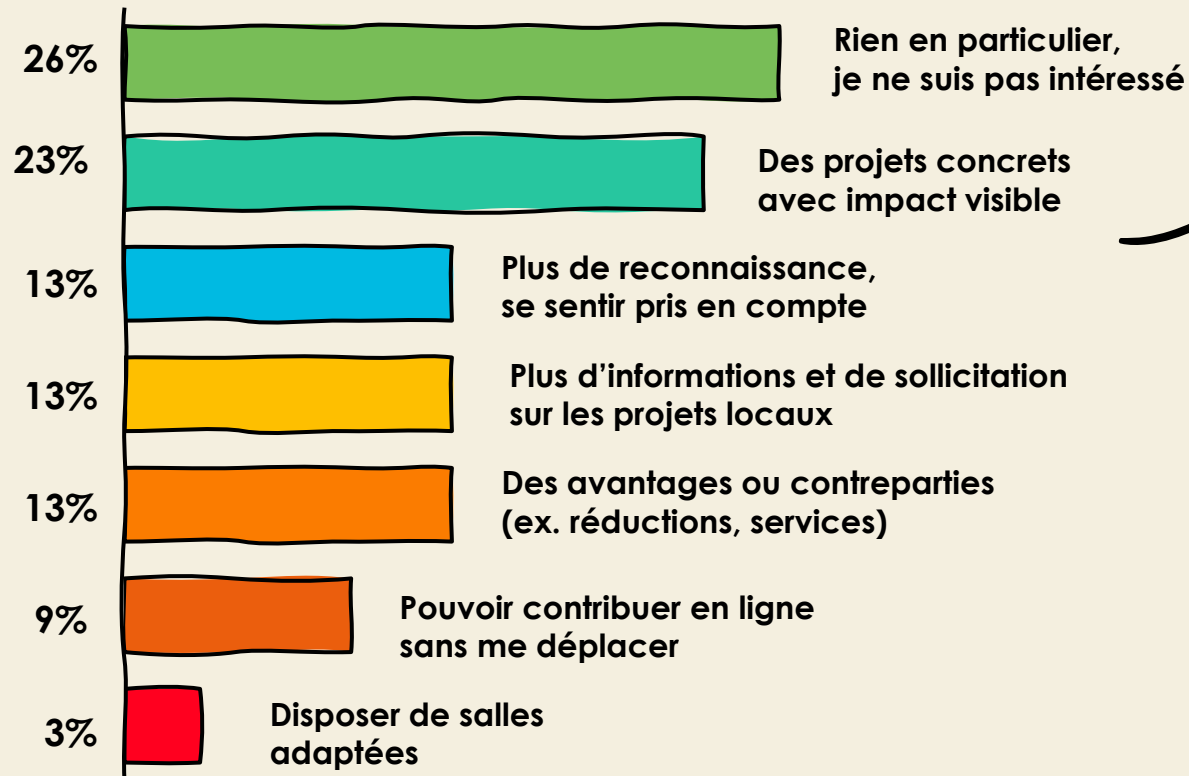 26%
Rien en particulier,
je ne suis pas intéressé
23%
Des projets concrets
avec impact visible
13%
Plus de reconnaissance,
se sentir pris en compte
13%
Plus d’informations et de sollicitation
sur les projets locaux
13%
Des avantages ou contreparties
(ex. réductions, services)
9%
Pouvoir contribuer en ligne
sans me déplacer
3%
Disposer de salles
adaptées